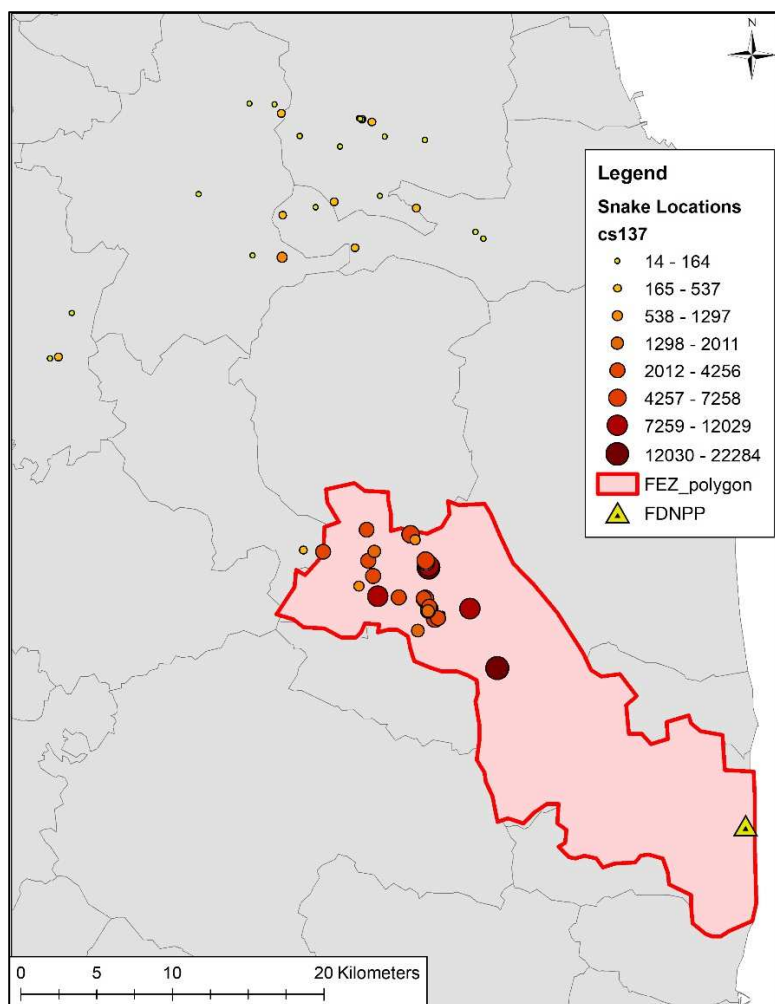 N
Legend
Snake Locations
cs137
14 - 164
165 - 537
538 - 1297
1298 - 2011
2012 - 4256
4257 - 7258
7259 - 12029
12030 - 22284
FEZ_polygon
FDNPP
0 5 10 20 Kilometers